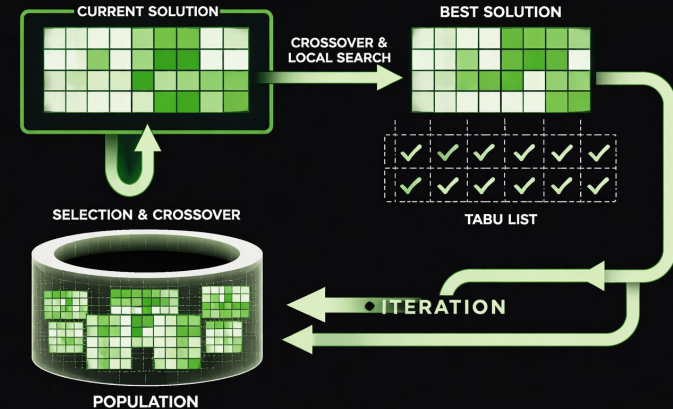 CURRENT SOLUTION
BEST SOLUTION
CROSSOVER &
LOCAL SEARCH
TABU LIST
SELECTION & CROSSOVER
ITERATION
POPULATION